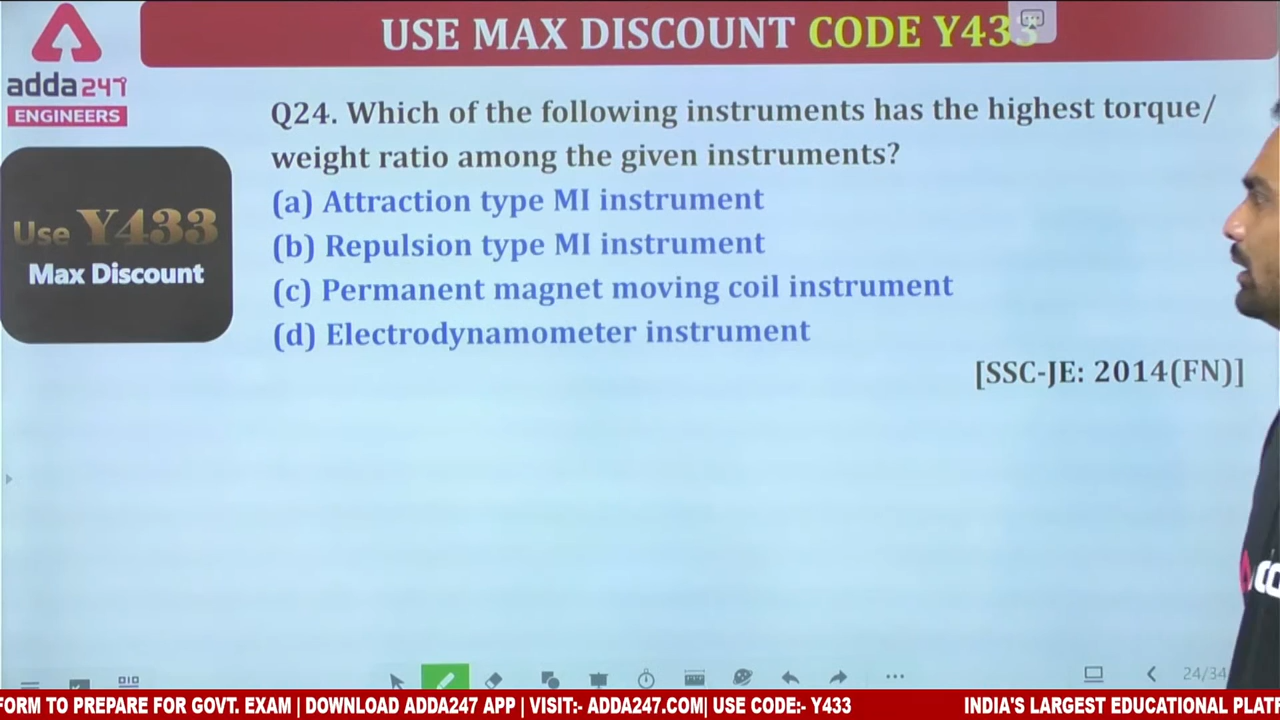 USE MAX DISCOUNT CODE Y433
adda247
ENGINEERS
Q24. Which of the following instruments has the highest torque/
weight ratio among the given instruments?
Use Y433
Max Discount
(a) Attraction type MI instrument
(b) Repulsion type MI instrument
(c) Permanent magnet moving coil instrument
(d) Electrodynamometer instrument
[SSC-JE: 2014(FN)]
24/34
FORM TO PREPARE FOR GOVT. EXAM | DOWNLOAD ADDA247 APP | VISIT:- ADDA247.COM| USE CODE:- Y433 INDIA'S LARGEST EDUCATIONAL